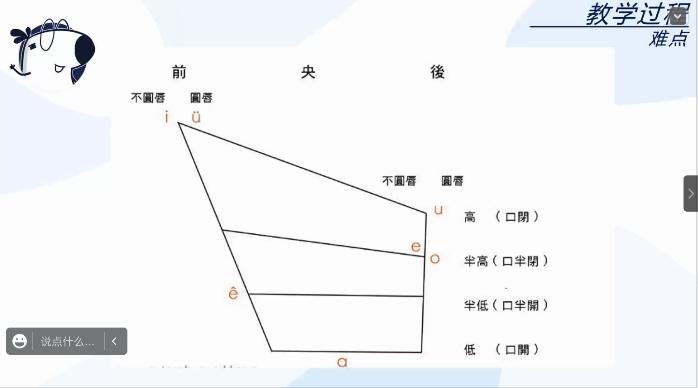 教学过程
难点
前 央 後
不圓唇 圓唇
i ü
不圓唇 圓唇
u 高 （口閉）
e o 半高（口半閉）
ê 半低（口半開）
说点什么...
a 低 （口開）